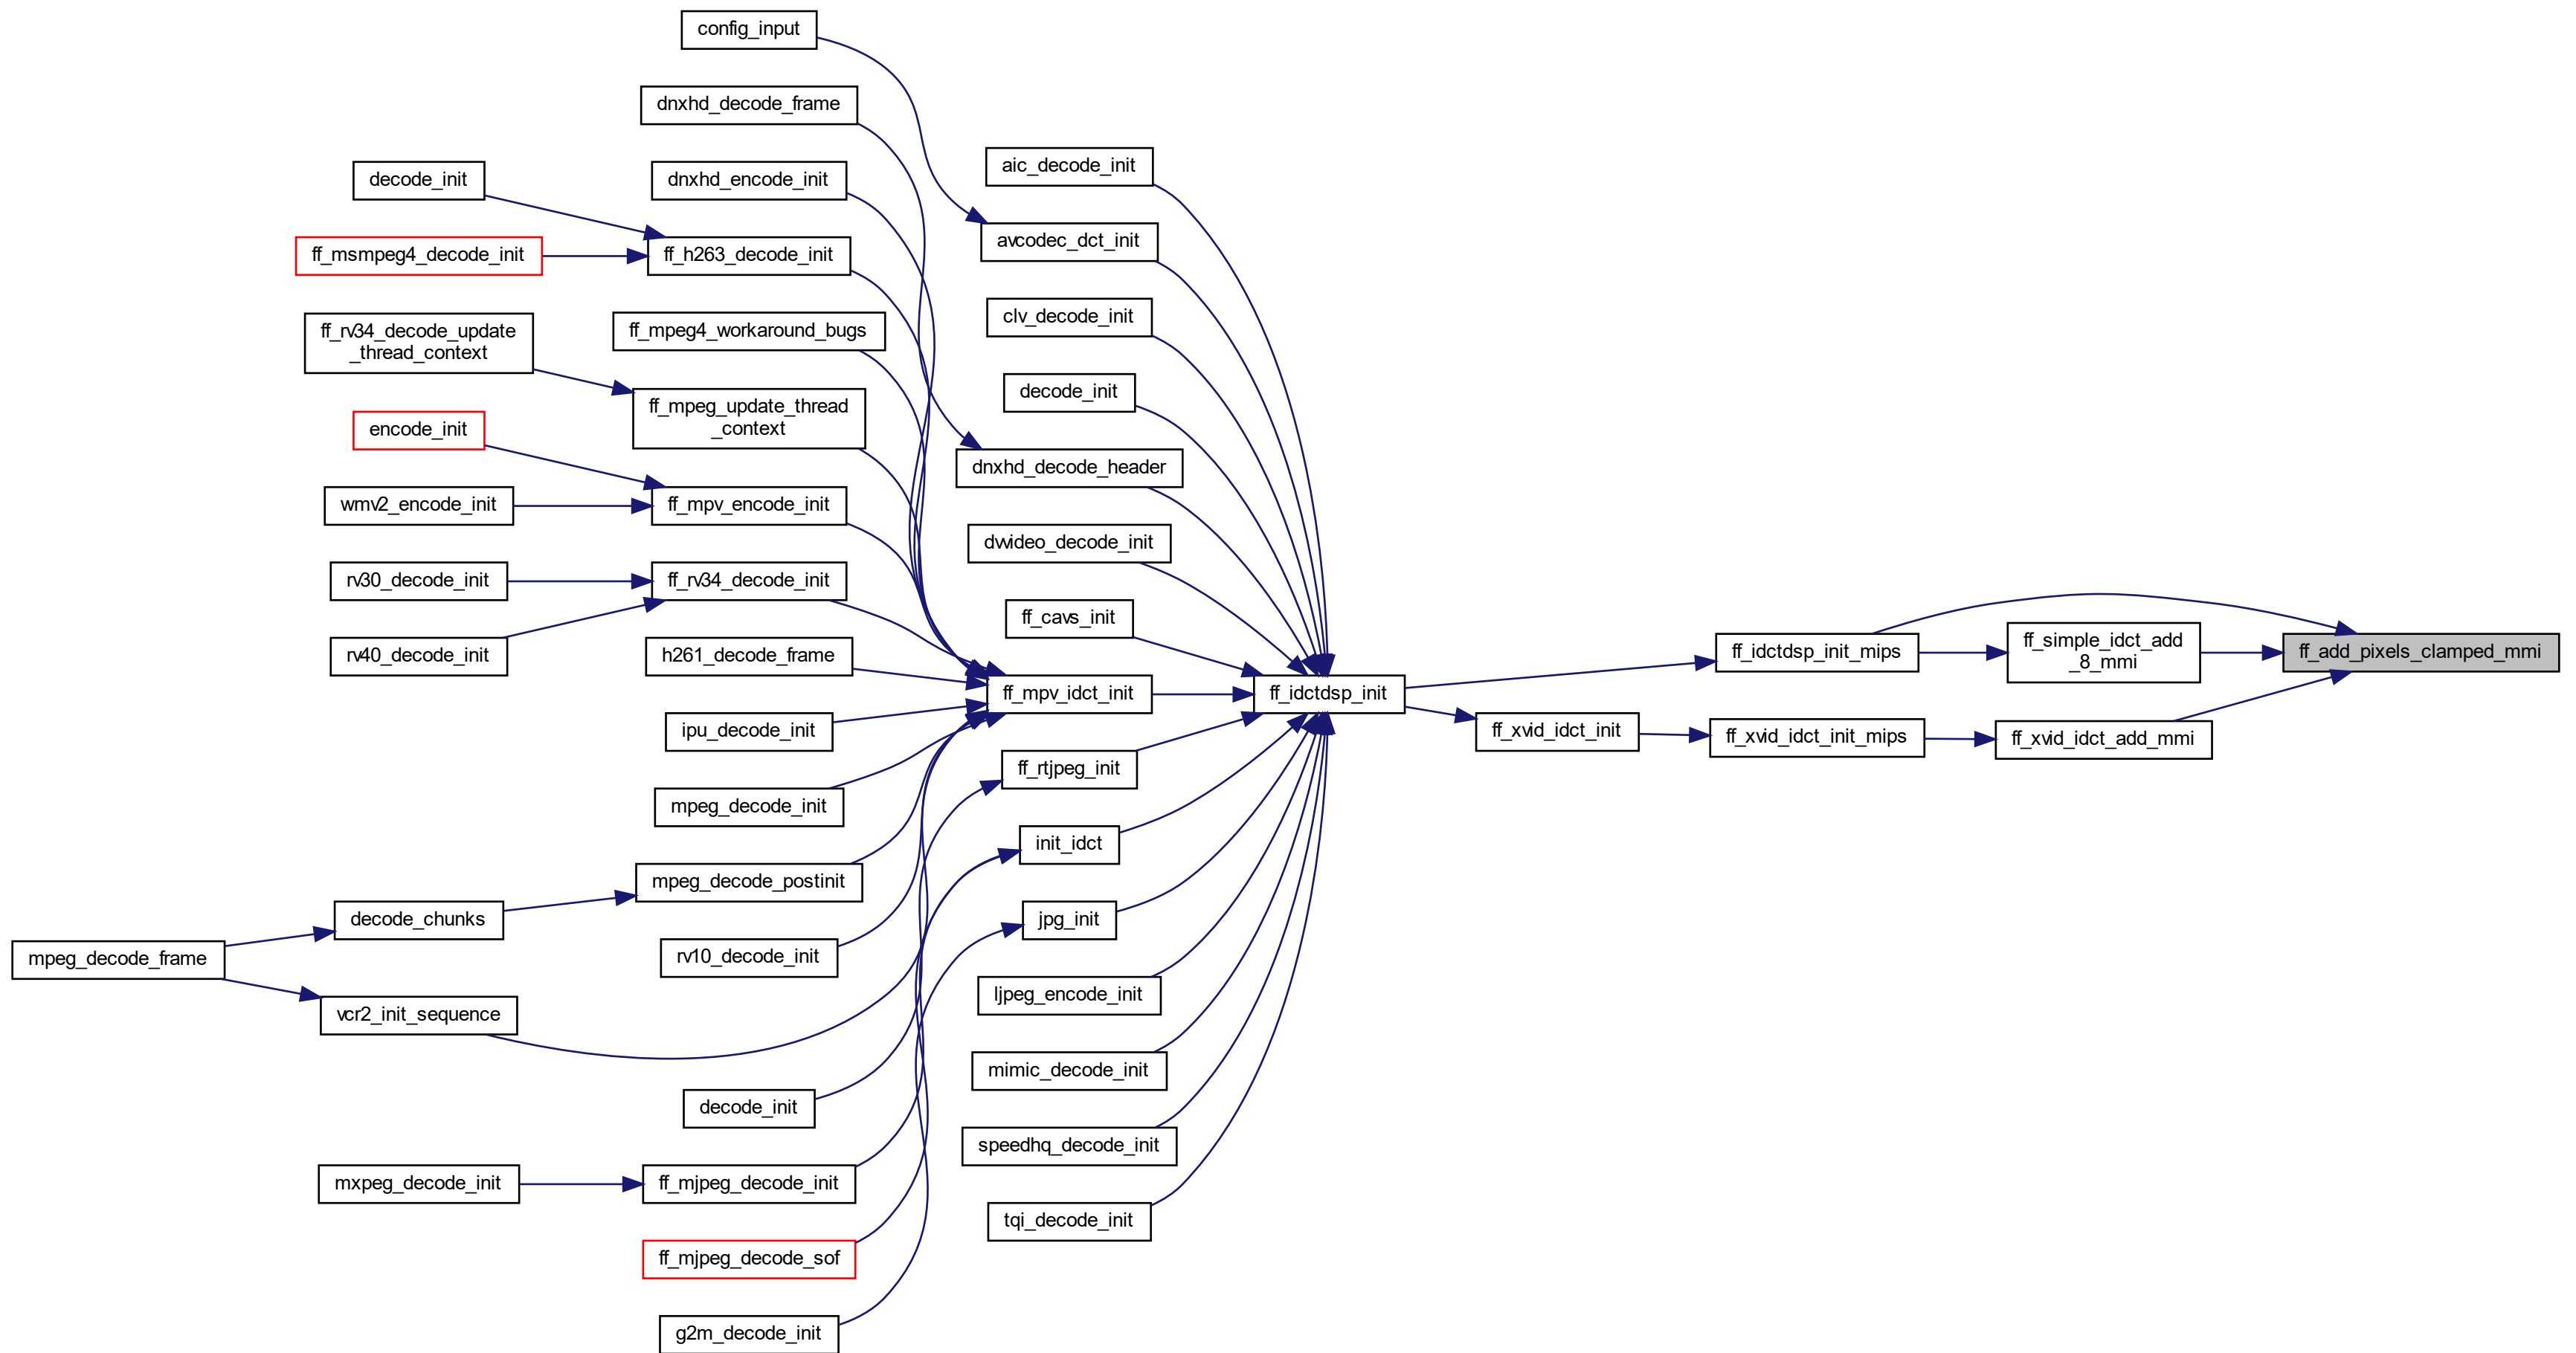 config_input
dnxhd_decode_frame
dnxhd_encode_init
decode_init
ff_h263_decode_init
ff_msmpeg4_decode_init
ff_mpeg4_workaround_bugs
ff_rv34_decode_update
_thread_context
ff_mpeg_update_thread
_context
encode_init
ff_mpv_encode_init
wmv2_encode_init
rv30_decode_init
ff_rv34_decode_init
rv40_decode_init
h261_decode_frame
ipu_decode_init
mpeg_decode_init
mpeg_decode_postinit
decode_chunks
mpeg_decode_frame
rv10_decode_init
vcr2_init_sequence
decode_init
mxpeg_decode_init
ff_mjpeg_decode_init
ff_mjpeg_decode_sof
g2m_decode_init
aic_decode_init
avcodec_dct_init
clv_decode_init
decode_init
dnxhd_decode_header
dwideo_decode_init
ff_cavs_init
ff_mpv_idct_init
ff_rtjpeg_init
init_idct
jpg_init
ljpeg_encode_init
mimic_decode_init
speedhq_decode_init
tqi_decode_init
ff_idctdsp_init
ff_xvid_idct_init
ff_idctdsp_init_mips
ff_xvid_idct_init_mips
ff_simple_idct_add
_8_mmi
ff_xvid_idct_add_mmi
ff_add_pixels_clamped_mmi